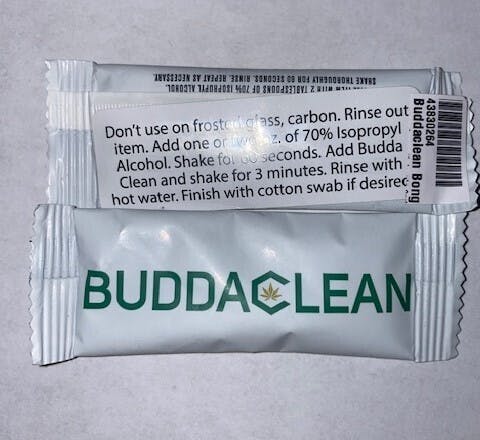 ITEM WITH 2 TABLESPOONS OF 70% ISOPROPYL ALCOHOL.
SHAKE THOROUGHLY FOR 60 SECONDS. RINSE. REPEAT AS NECESSARY.
Don't use on frosted glass, carbon. Rinse out
item. Add one or two oz. of 70% Isopropyl
Alcohol. Shake for 60 seconds. Add Budda
Clean and shake for 3 minutes. Rinse with
hot water. Finish with cotton swab if desired
43890264
Buddaclean Bong
BUDDACLEAN